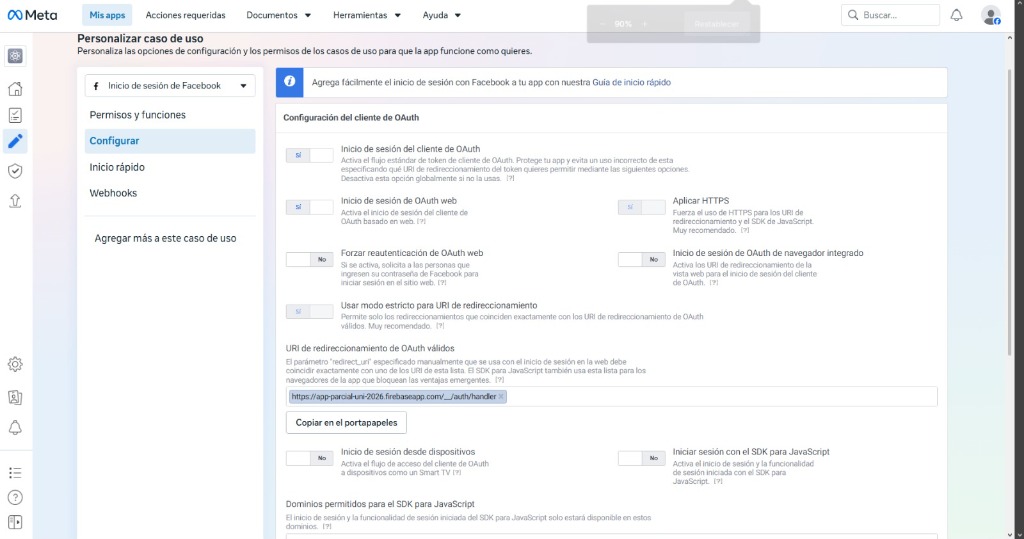 Meta
Mis apps
Acciones requeridas
Documentos
Herramientas
Ayuda
Buscar...
90%
Restablecer
Personalizar caso de uso
Personaliza las opciones de configuración y los permisos de los casos de uso para que la app funcione como quieres.
Inicio de sesión de Facebook
Permisos y funciones
Configurar
Inicio rápido
Webhooks
Agregar más a este caso de uso
Agrega fácilmente el inicio de sesión con Facebook a tu app con nuestra Guía de inicio rápido
Configuración del cliente de OAuth
Sí
Inicio de sesión del cliente de OAuth
Activa el flujo estándar de token de cliente de OAuth. Protege tu app y evita un uso incorrecto de esta
especificando qué URI de redireccionamiento del token quieres permitir mediante las siguientes opciones.
Desactiva esta opción globalmente si no la usas. [?]
Sí
Inicio de sesión de OAuth web
Activa el inicio de sesión del cliente de
OAuth basado en web. [?]
Sí
Aplicar HTTPS
Fuerza el uso de HTTPS para los URI de
redireccionamiento y el SDK de JavaScript.
Muy recomendado. [?]
No
Forzar reautenticación de OAuth web
Si se activa, solicita a las personas que
ingresen su contraseña de Facebook para
iniciar sesión en el sitio web. [?]
No
Inicio de sesión de OAuth de navegador integrado
Activa los URI de redireccionamiento de la
vista web para el inicio de sesión del cliente
de OAuth. [?]
Sí
Usar modo estricto para URI de redireccionamiento
Permite solo los redireccionamientos que coinciden exactamente con los URI de redireccionamiento de OAuth
válidos. Muy recomendado. [?]
URI de redireccionamiento de OAuth válidos
El parámetro "redirect_uri" especificado manualmente que se usa con el inicio de sesión en la web debe
coincidir exactamente con uno de los URI de esta lista. El SDK para JavaScript también usa esta lista para los
navegadores de la app que bloquean las ventajas emergentes. [?]
https://app-parcial-uni-2026.firebaseapp.com/__/auth/handler
Copiar en el portapapeles
No
Inicio de sesión desde dispositivos
Activa el flujo de acceso del cliente de OAuth
a dispositivos como un Smart TV [?]
No
Iniciar sesión con el SDK para JavaScript
Activa el inicio de sesión y la funcionalidad
de sesión iniciada con el SDK para
JavaScript. [?]
Dominios permitidos para el SDK para JavaScript
El inicio de sesión y la funcionalidad de sesión iniciada del SDK para JavaScript solo estará disponible en estos
dominios. [?]